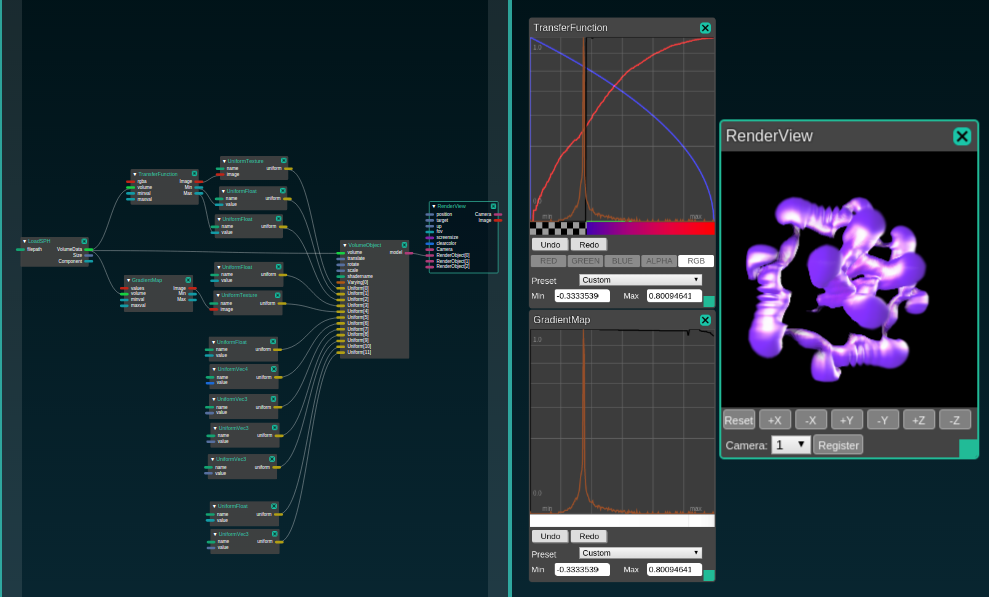 TransferFunction
rgba Image
volume Min
minval Max
maxval
UniformTexture
name uniform
image
UniformFloat
name uniform
value
UniformFloat
name uniform
value
RenderView
position Camera
target Image
up
fov
screensize
clearcolor
Camera
RenderObject[0]
RenderObject[1]
RenderObject[2]
LoadSPH
filepath VolumeData
Size
Component
VolumeObject
volume model
translate
rotate
scale
shadername
Varying[0]
Uniform[0]
Uniform[1]
Uniform[2]
Uniform[3]
Uniform[4]
Uniform[5]
Uniform[6]
Uniform[7]
Uniform[8]
Uniform[9]
Uniform[10]
Uniform[11]
GradientMap
values Image
volume Min
minval Max
maxval
UniformFloat
name uniform
value
UniformTexture
name uniform
image
UniformFloat
name uniform
value
UniformVec4
name uniform
value
UniformVec3
name uniform
value
UniformVec3
name uniform
value
UniformVec3
name uniform
value
UniformFloat
name uniform
value
UniformVec3
name uniform
value
TransferFunction
1.0
min max
Undo Redo
RED GREEN BLUE ALPHA RGB
Preset Custom
Min -0.3333539 Max 0.80094641
GradientMap
1.0
0.0
min max
Undo Redo
Preset Custom
Min -0.3333539 Max 0.80094641
RenderView
Reset +X -X +Y -Y +Z -Z
Camera: 1 Register